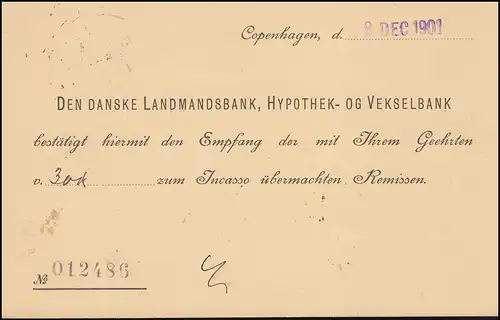 Copenhagen, d. 8 DEC 1901
DEN DANSKE LANDMANDSBANK, HYPOTHEK- OG VEKSELBANK
bestätigt hiermit den Empfang der mit Ihrem Geehrten
v. 30 zum Incasso übermachten Remissen.
No 012486